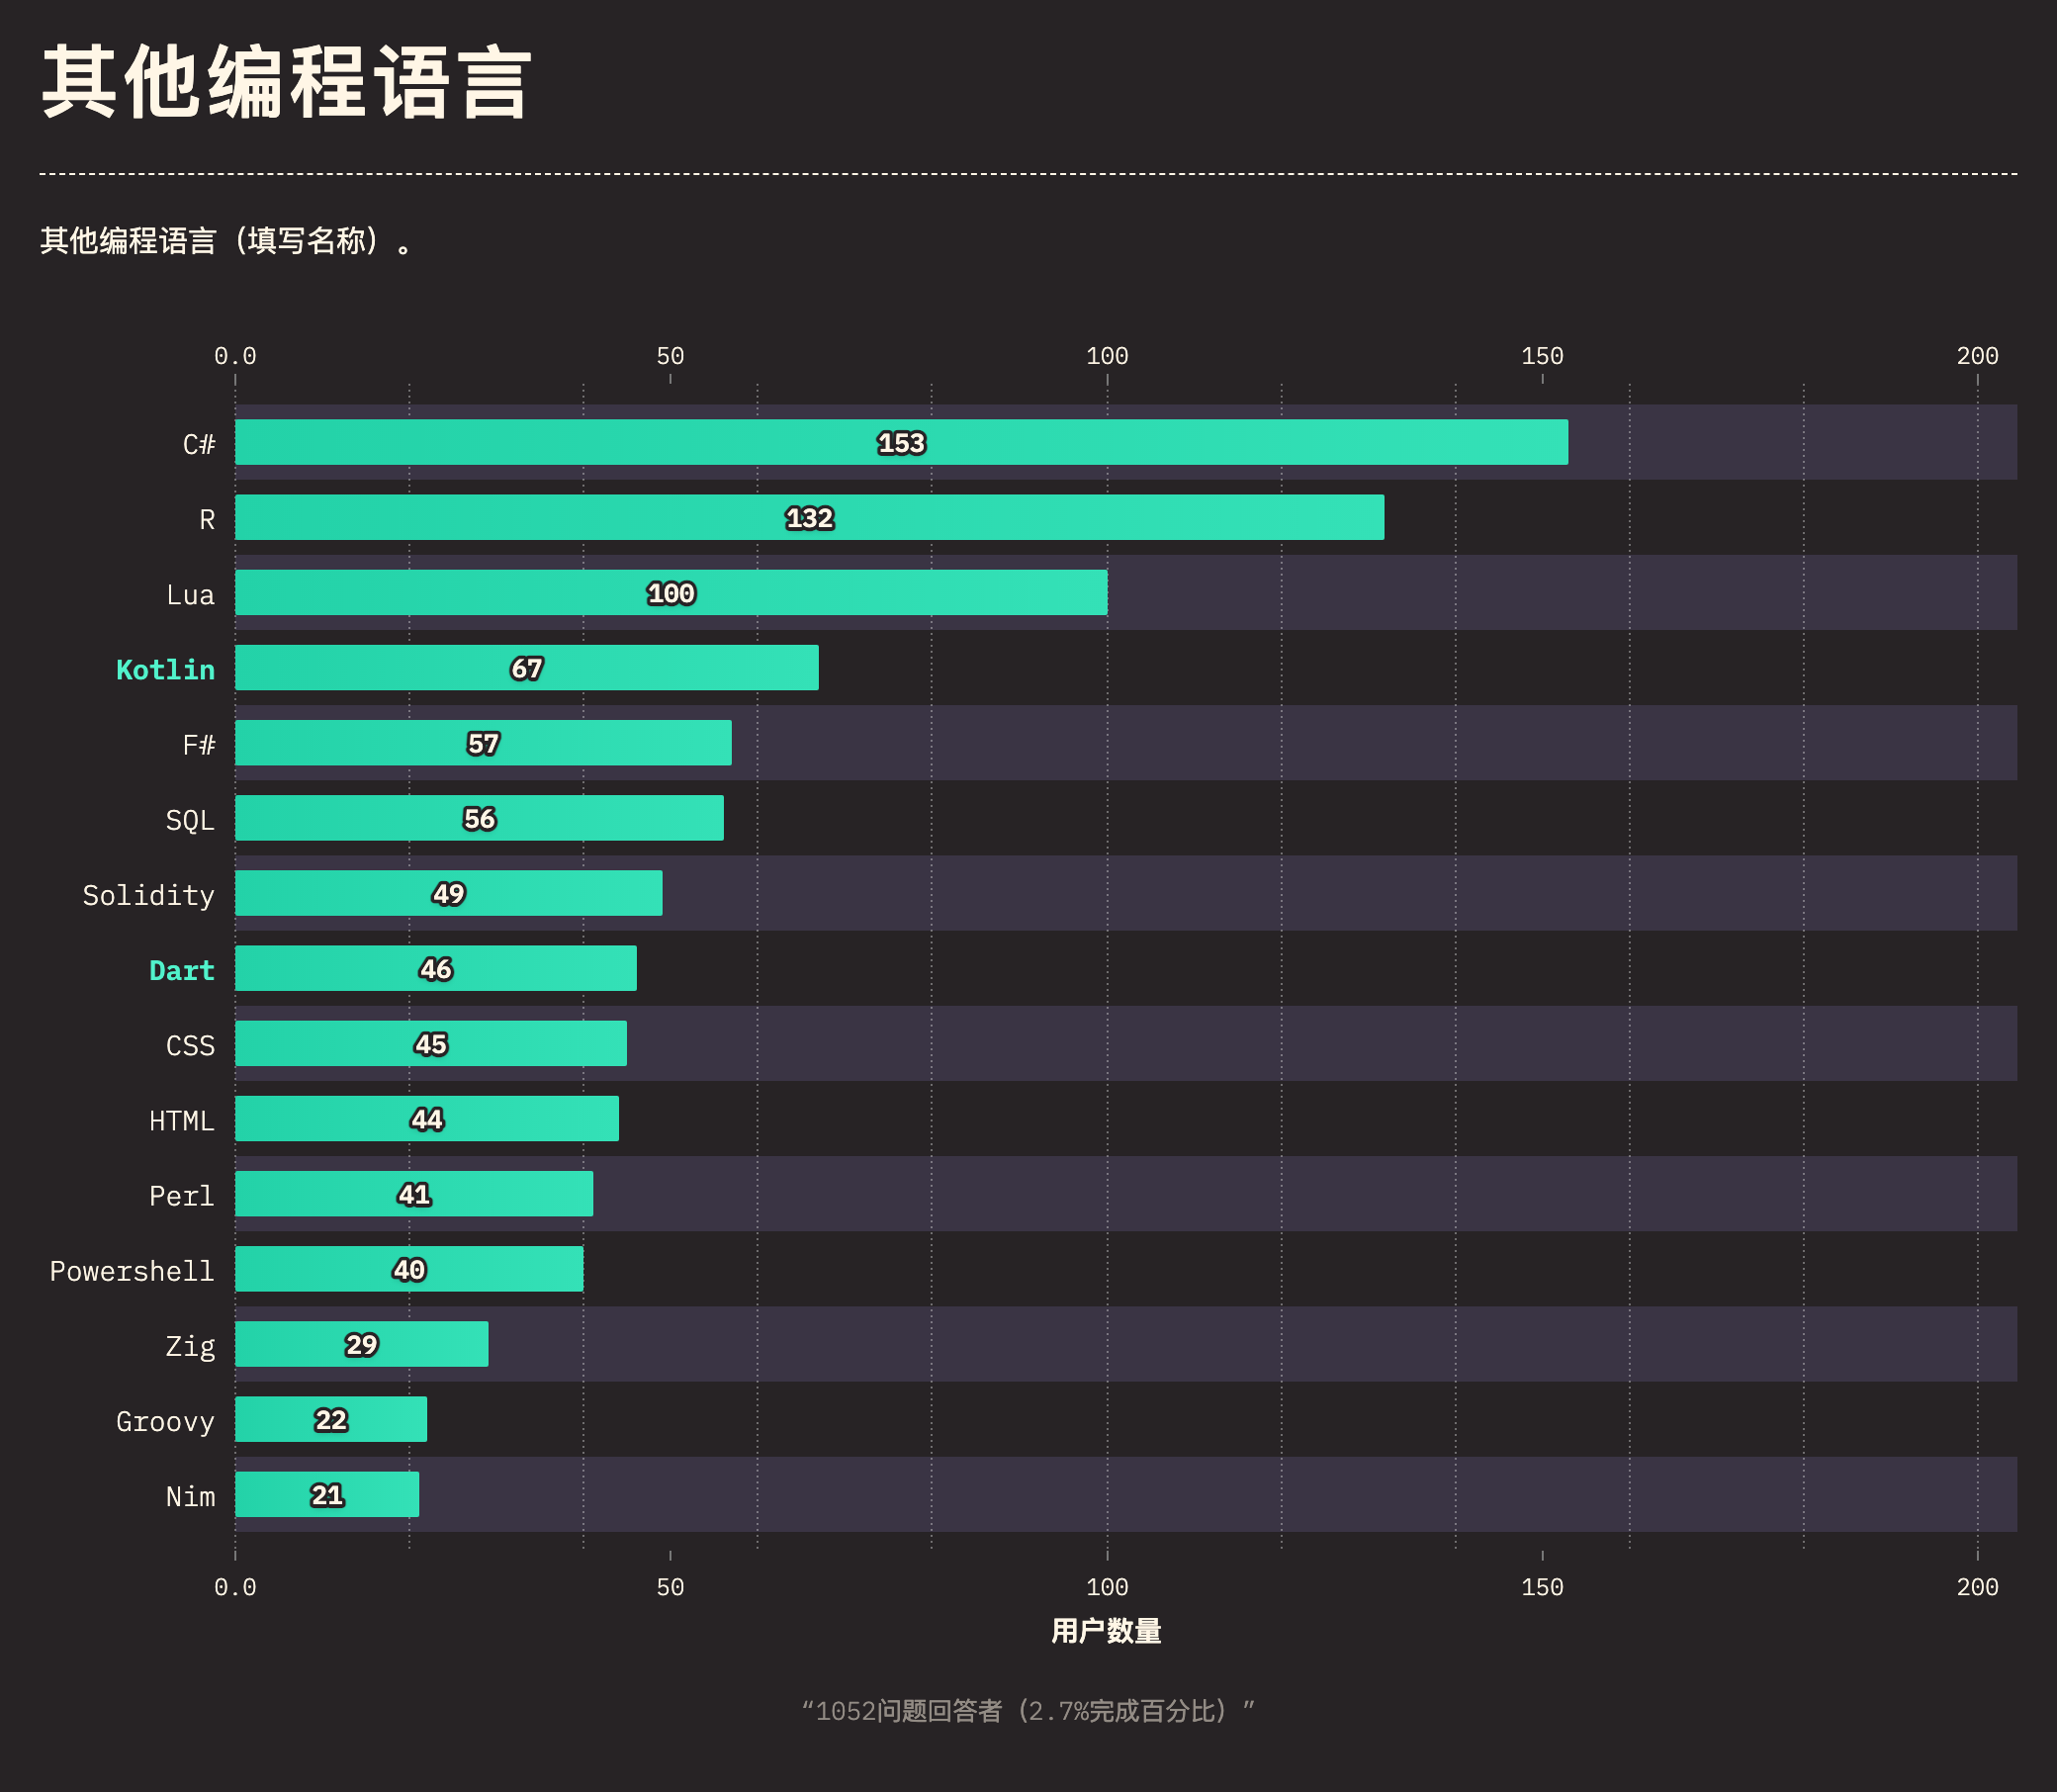 其他编程语言
其他编程语言（填写名称）。
0.0 50 100 150 200
C# 153
R 132
Lua 100
Kotlin 67
F# 57
SQL 56
Solidity 49
Dart 46
CSS 45
HTML 44
Perl 41
Powershell 40
Zig 29
Groovy 22
Nim 21
0.0 50 100 150 200
用户数量
“1052问题回答者（2.7%完成百分比）”